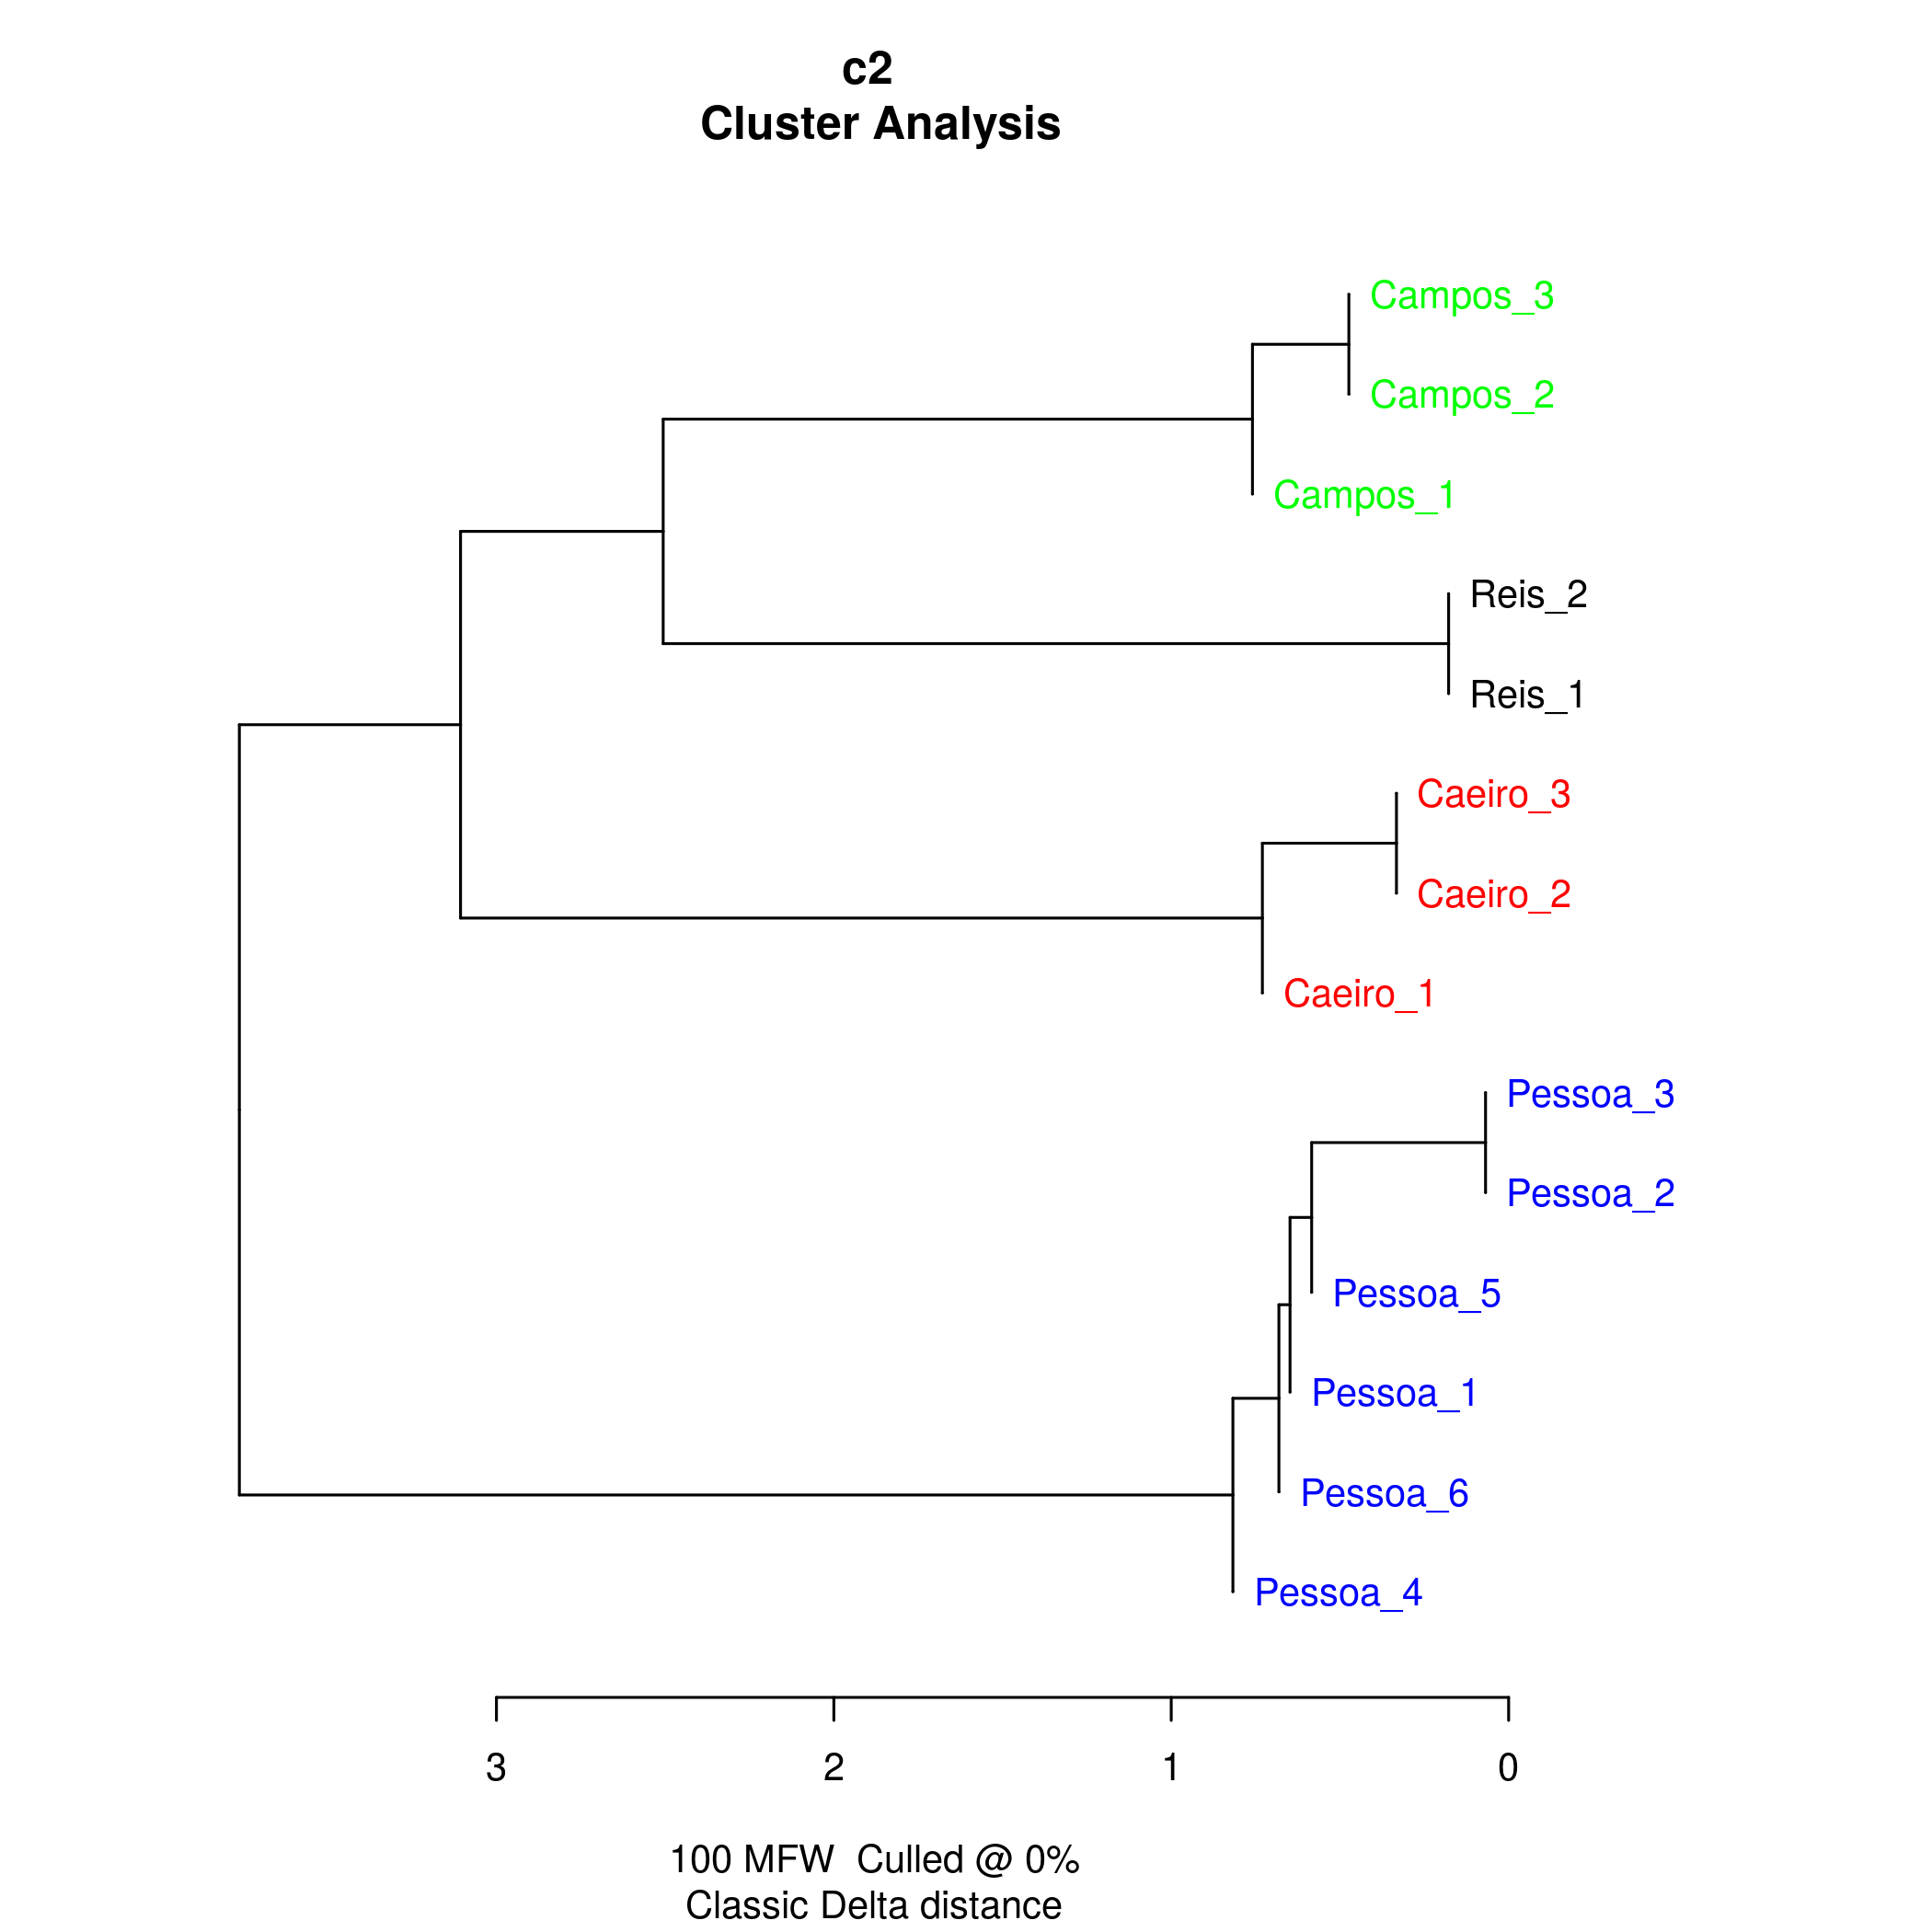 c2
Cluster Analysis
Campos_3
Campos_2
Campos_1
Reis_2
Reis_1
Caeiro_3
Caeiro_2
Caeiro_1
Pessoa_3
Pessoa_2
Pessoa_5
Pessoa_1
Pessoa_6
Pessoa_4
3 2 1 0
100 MFW  Culled @ 0%
Classic Delta distance